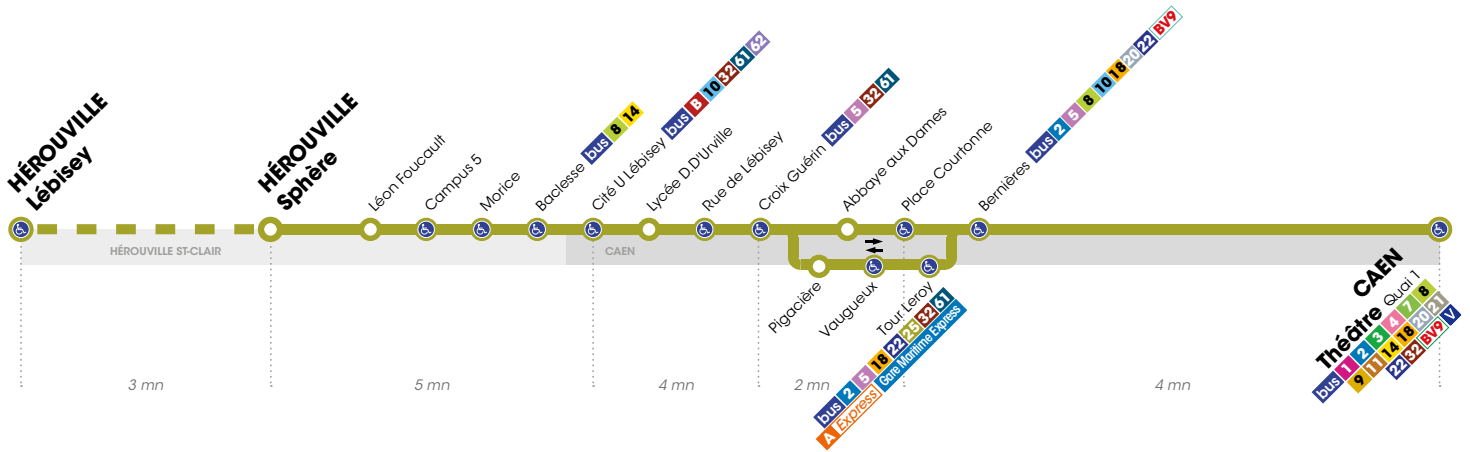 HÉROUVILLE
Lébisey
HÉROUVILLE
Sphère
Léon Foucault
Campus 5
Morice
Baclesse bus 8 14
Cité U Lébisey bus B 10 32 61 62
Lycée D.D'Urville
Rue de Lébisey
Croix Guérin bus 5 32 61
Abbaye aux Dames
Place Courtonne
Bernières bus 2 5 8 10 18 20 22 BV9
HÉROUVILLE ST-CLAIR
CAEN
Pigacière
Vaugueux
Tour Leroy
bus 2 5 18 22 25 32 61
A Express Gare Maritime Express
CAEN
Théâtre Quai 1
bus 1 2 3 4 7 8
9 11 14 18 20 21
22 32 BV9 V
3 mn
5 mn
4 mn
2 mn
4 mn